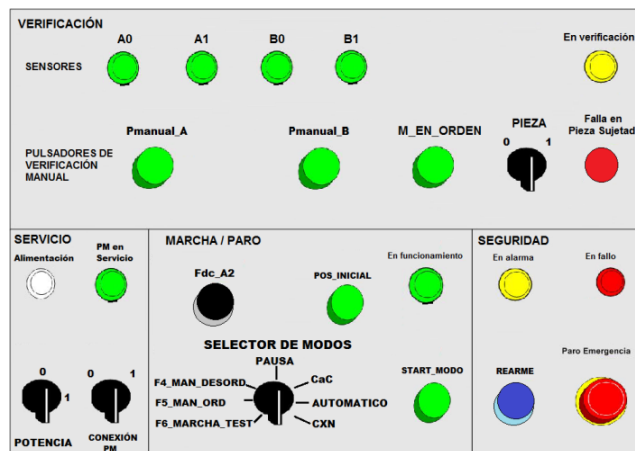 VERIFICACIÓN
A0 A1 B0 B1
En verificación
SENSORES
Pmanual_A Pmanual_B M_EN_ORDEN PIEZA
0 1
Falla en
Pieza Sujetad
PULSADORES DE
VERIFICACIÓN
MANUAL
SERVICIO
Alimentación
PM en
Servicio
0
1
POTENCIA
0 1
CONEXIÓN
PM
MARCHA / PARO
Fdc_A2
POS_INICIAL
En funcionamiento
SELECTOR DE MODOS
PAUSA
F4_MAN_DESORD CaC
F5_MAN_ORD AUTOMATICO
F6_MARCHA_TEST CXN
START_MODO
SEGURIDAD
En alarma En fallo
REARME
Paro Emergencia